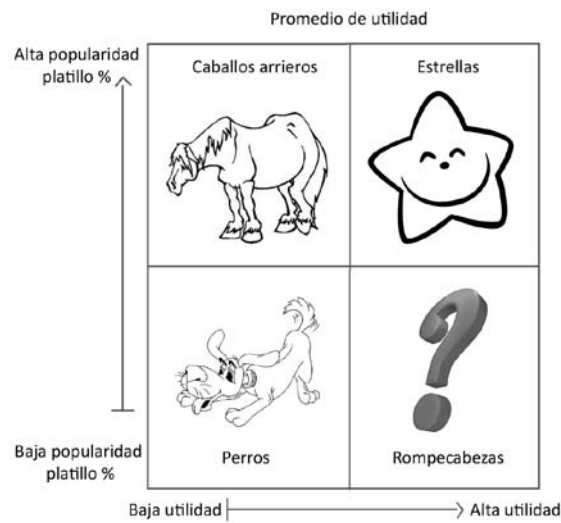 Promedio de utilidad
Alta popularidad
platillo %
Caballos arrieros
Estrellas
Baja popularidad
platillo %
Perros
Rompecabezas
Baja utilidad
Alta utilidad